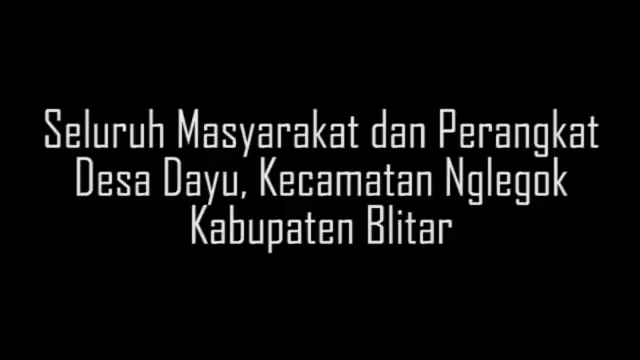 Seluruh Masyarakat dan Perangkat
Desa Dayu, Kecamatan Nglegok
Kabupaten Blitar